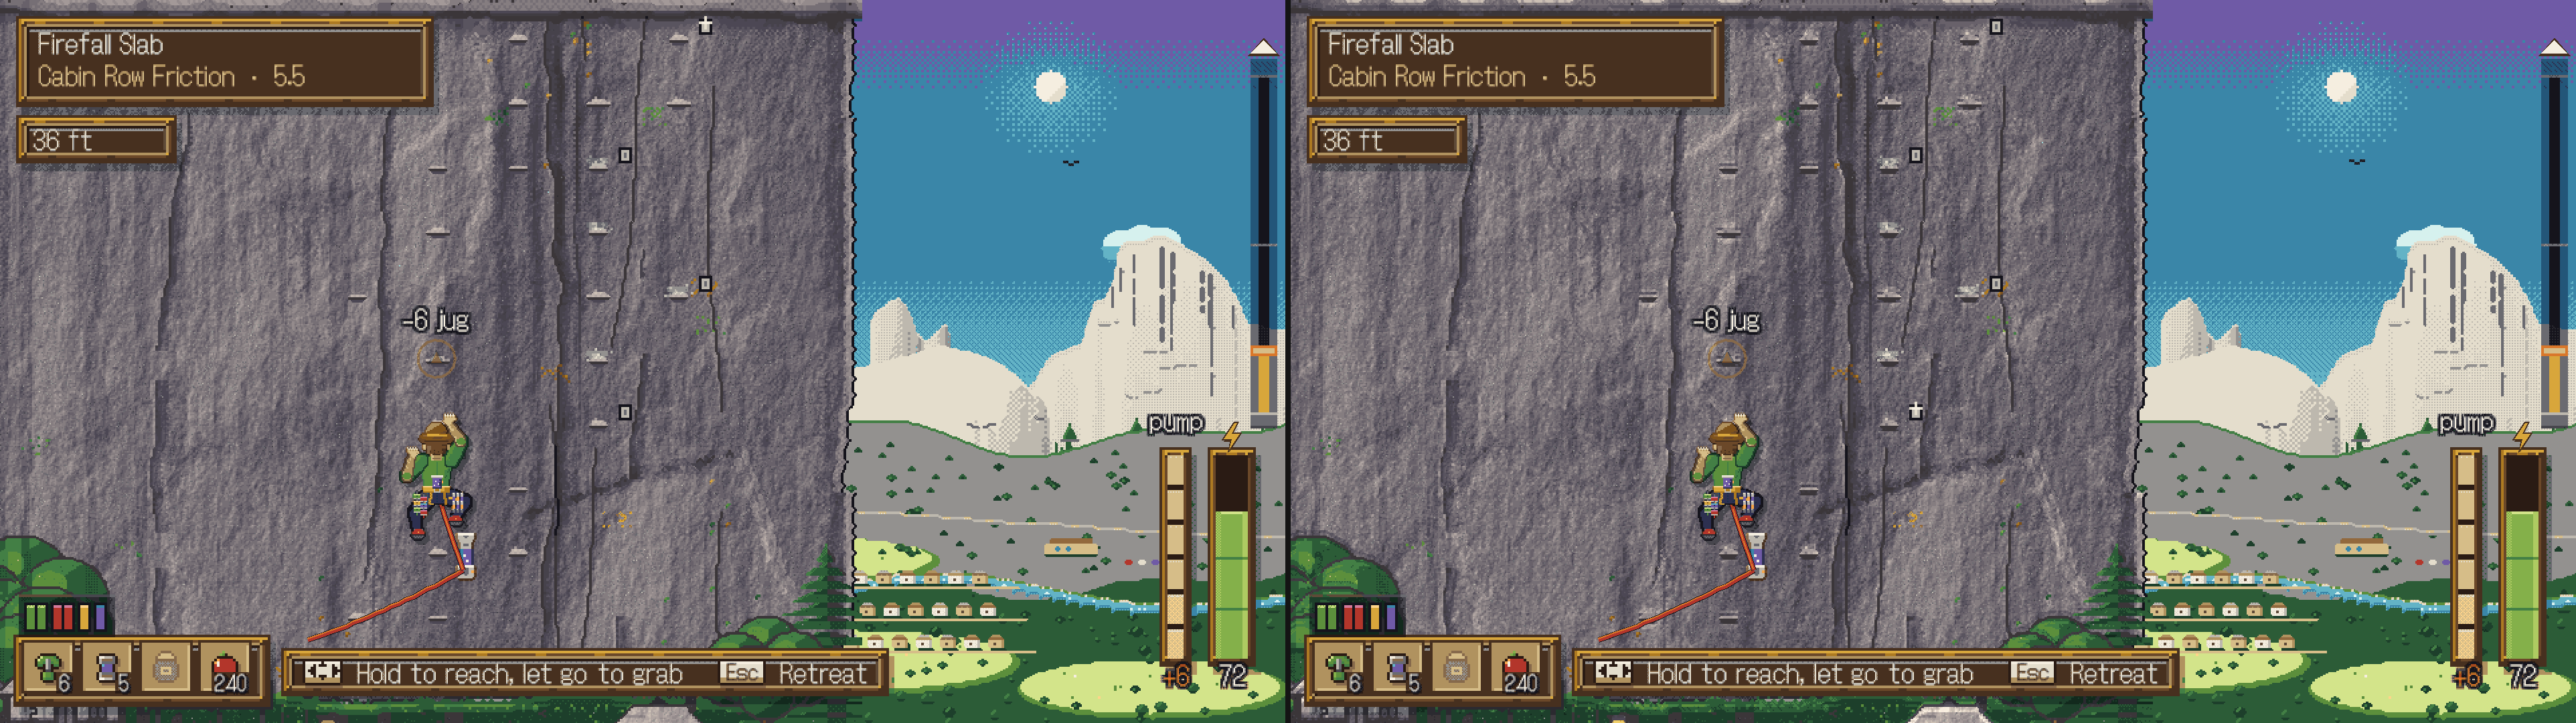 Firefall Slab
Cabin Row Friction · 5.5
36 ft
-6 jug
pump
6
5
240
Hold to reach, let go to grab
Esc Retreat
+6
72
Firefall Slab
Cabin Row Friction · 5.5
36 ft
-6 jug
pump
6
5
240
Hold to reach, let go to grab
Esc Retreat
+6
72